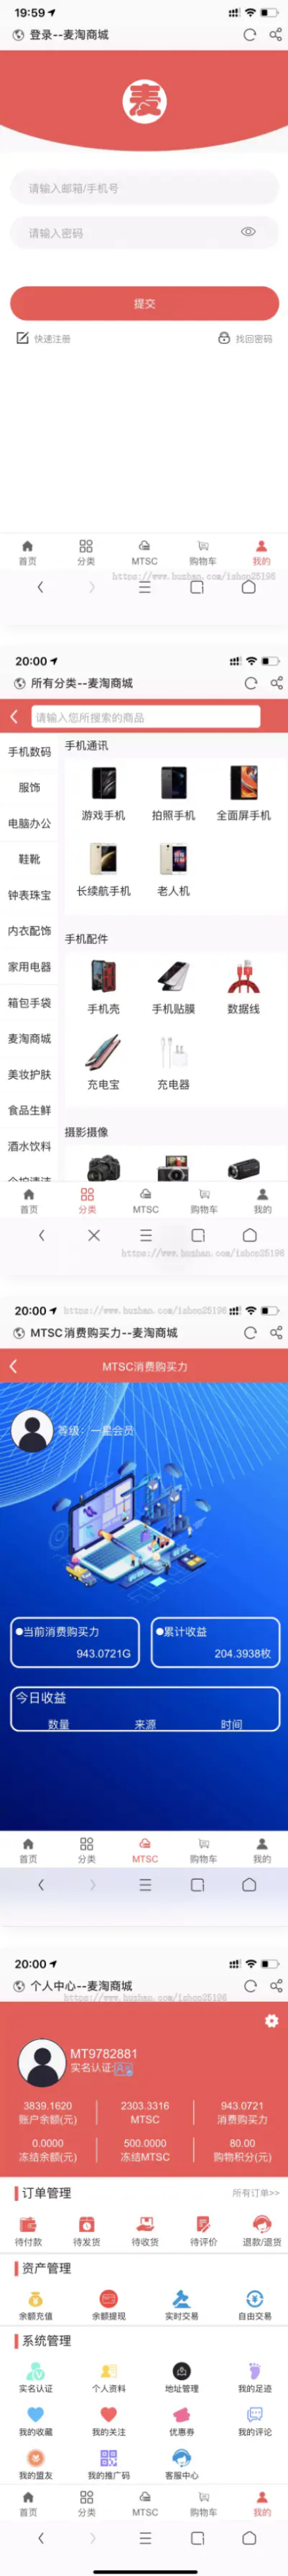 19:59
登录--麦淘商城
麦
请输入邮箱/手机号
请输入密码
提交
快速注册
找回密码
首页
分类
MTSC
购物车
我的
https://www.huzhan.com/ishop25196
20:00
所有分类--麦淘商城
请输入您所搜索的商品
手机数码
服饰
电脑办公
鞋靴
钟表珠宝
内衣配饰
家用电器
箱包手袋
麦淘商城
美妆护肤
食品生鲜
酒水饮料
个护清洁
手机通讯
游戏手机
拍照手机
全面屏手机
长续航手机
老人机
手机配件
手机壳
手机贴膜
数据线
充电宝
充电器
摄影摄像
首页
分类
MTSC
购物车
我的
https://www.huzhan.com/ishop25196
20:00
https://www.huzhan.com/ishop25196
MTSC消费购买力--麦淘商城
MTSC消费购买力
等级：一星会员
当前消费购买力
943.0721G
累计收益
204.3938枚
今日收益
数量
来源
时间
首页
分类
MTSC
购物车
我的
20:00
个人中心--麦淘商城
https://www.huzhan.com/ishop25196
MT9782881
实名认证:
3839.1620
账户余额(元)
2303.3316
MTSC
943.0721
消费购买力
0.0000
冻结余额(元)
500.0000
冻结MTSC
80.00
购物积分(元)
订单管理
所有订单>>
待付款
待发货
待收货
待评价
退款/退货
资产管理
余额充值
余额提现
实时交易
自由交易
系统管理
实名认证
个人资料
地址管理
我的足迹
我的收藏
我的关注
优惠券
我的评论
我的盟友
我的推广码
客服中心
首页
分类
MTSC
购物车
我的